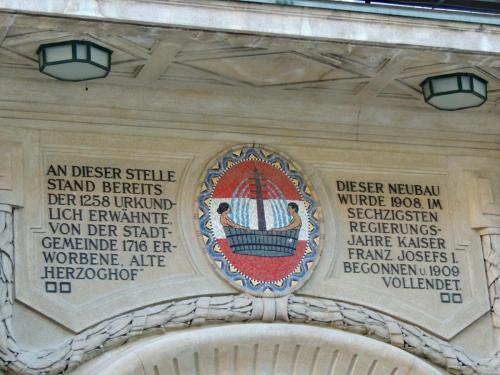 AN DIESER STELLE
STAND BEREITS
DER 1258 URKUND-
LICH ERWÄHNTE,
VON DER STADT-
GEMEINDE 1716 ER-
WORBENE, ALTE
„HERZOGHOF”
DIESER NEUBAU
WURDE 1908, IM
SECHZIGSTEN
REGIERUNGS-
JAHRE KAISER
FRANZ JOSEFS I.
BEGONNEN u. 1909
VOLLENDET.